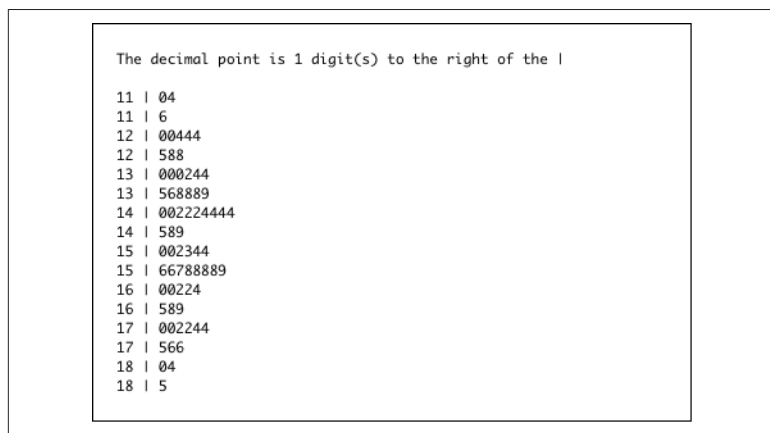 The decimal point is 1 digit(s) to the right of the |
11 | 04
11 | 6
12 | 00444
12 | 588
13 | 000244
13 | 568889
14 | 002224444
14 | 589
15 | 002344
15 | 66788889
16 | 00224
16 | 589
17 | 002244
17 | 566
18 | 04
18 | 5